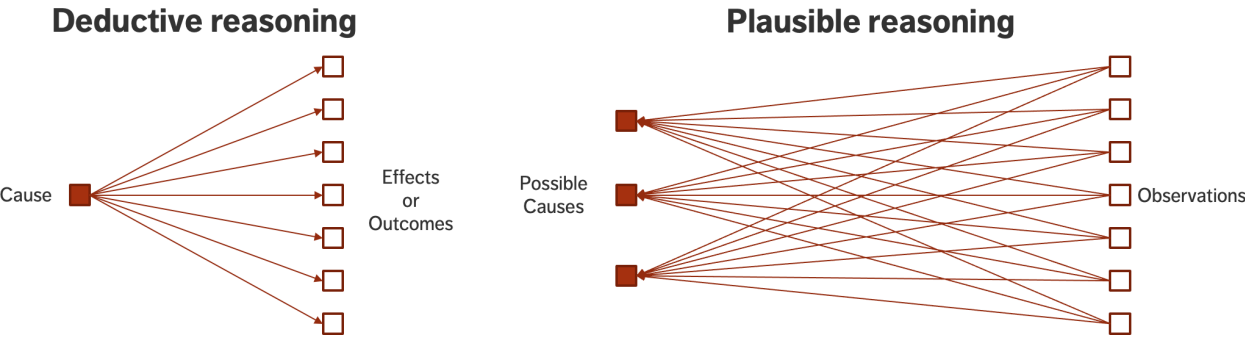 Deductive reasoning
Cause
Effects
or
Outcomes
Plausible reasoning
Possible
Causes
Observations